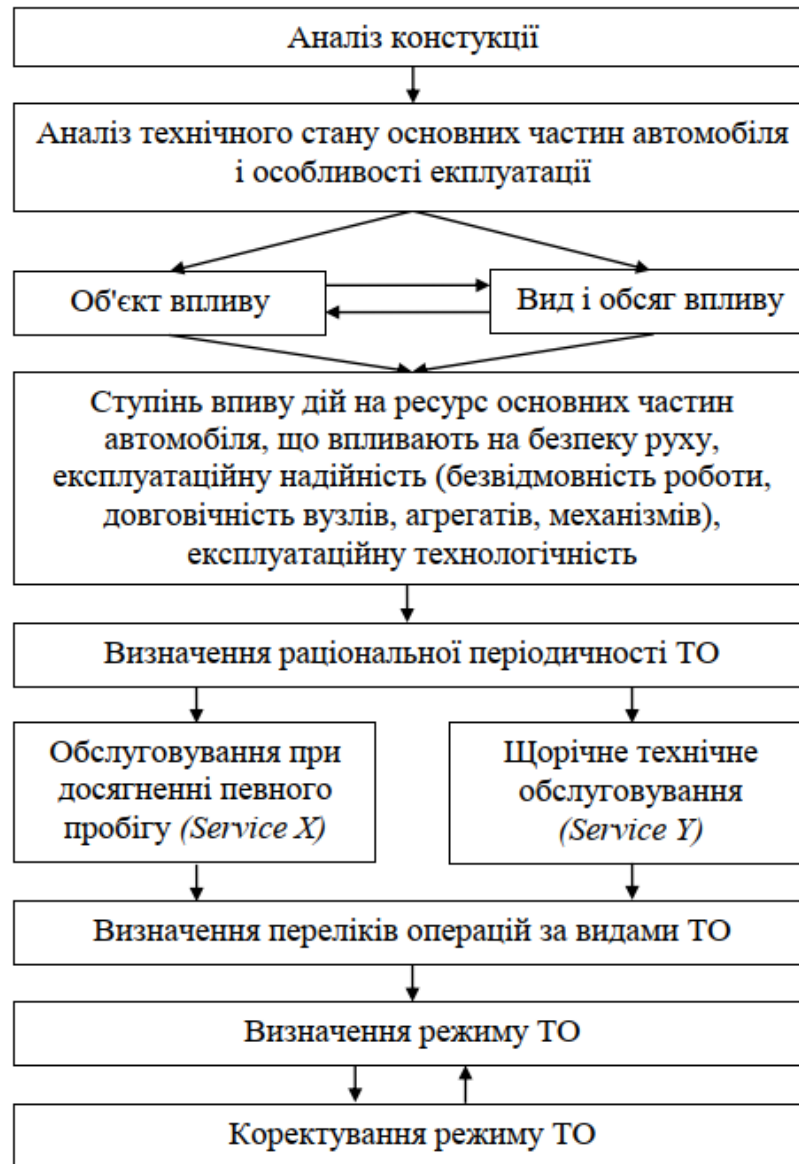 Аналіз констукції
Аналіз технічного стану основних частин автомобіля
і особливості екплуатації
Об'єкт впливу
Вид і обсяг впливу
Ступінь впиву дій на ресурс основних частин
автомобіля, що впливають на безпеку руху,
експлуатаційну надійність (безвідмовність роботи,
довговічність вузлів, агрегатів, механізмів),
експлуатаційну технологічність
Визначення раціональної періодичності ТО
Обслуговування при
досягненні певного
пробігу (Service X)
Щорічне технічне
обслуговування
(Service Y)
Визначення переліків операцій за видами ТО
Визначення режиму ТО
Коректування режиму ТО